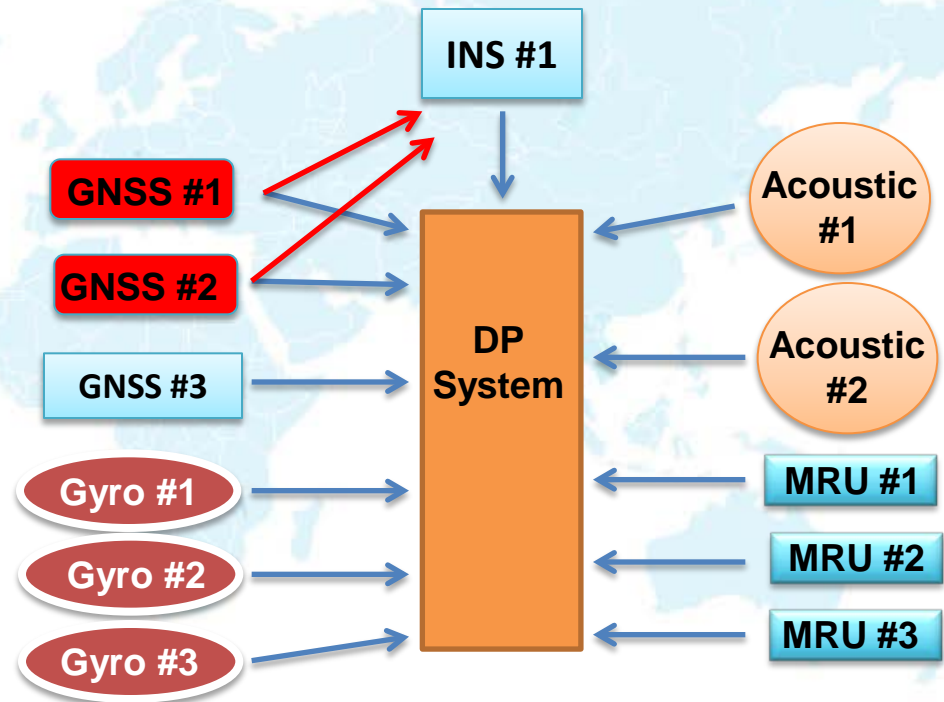 INS #1
GNSS #1
GNSS #2
GNSS #3
Gyro #1
Gyro #2
Gyro #3
DP
System
Acoustic
#1
Acoustic
#2
MRU #1
MRU #2
MRU #3